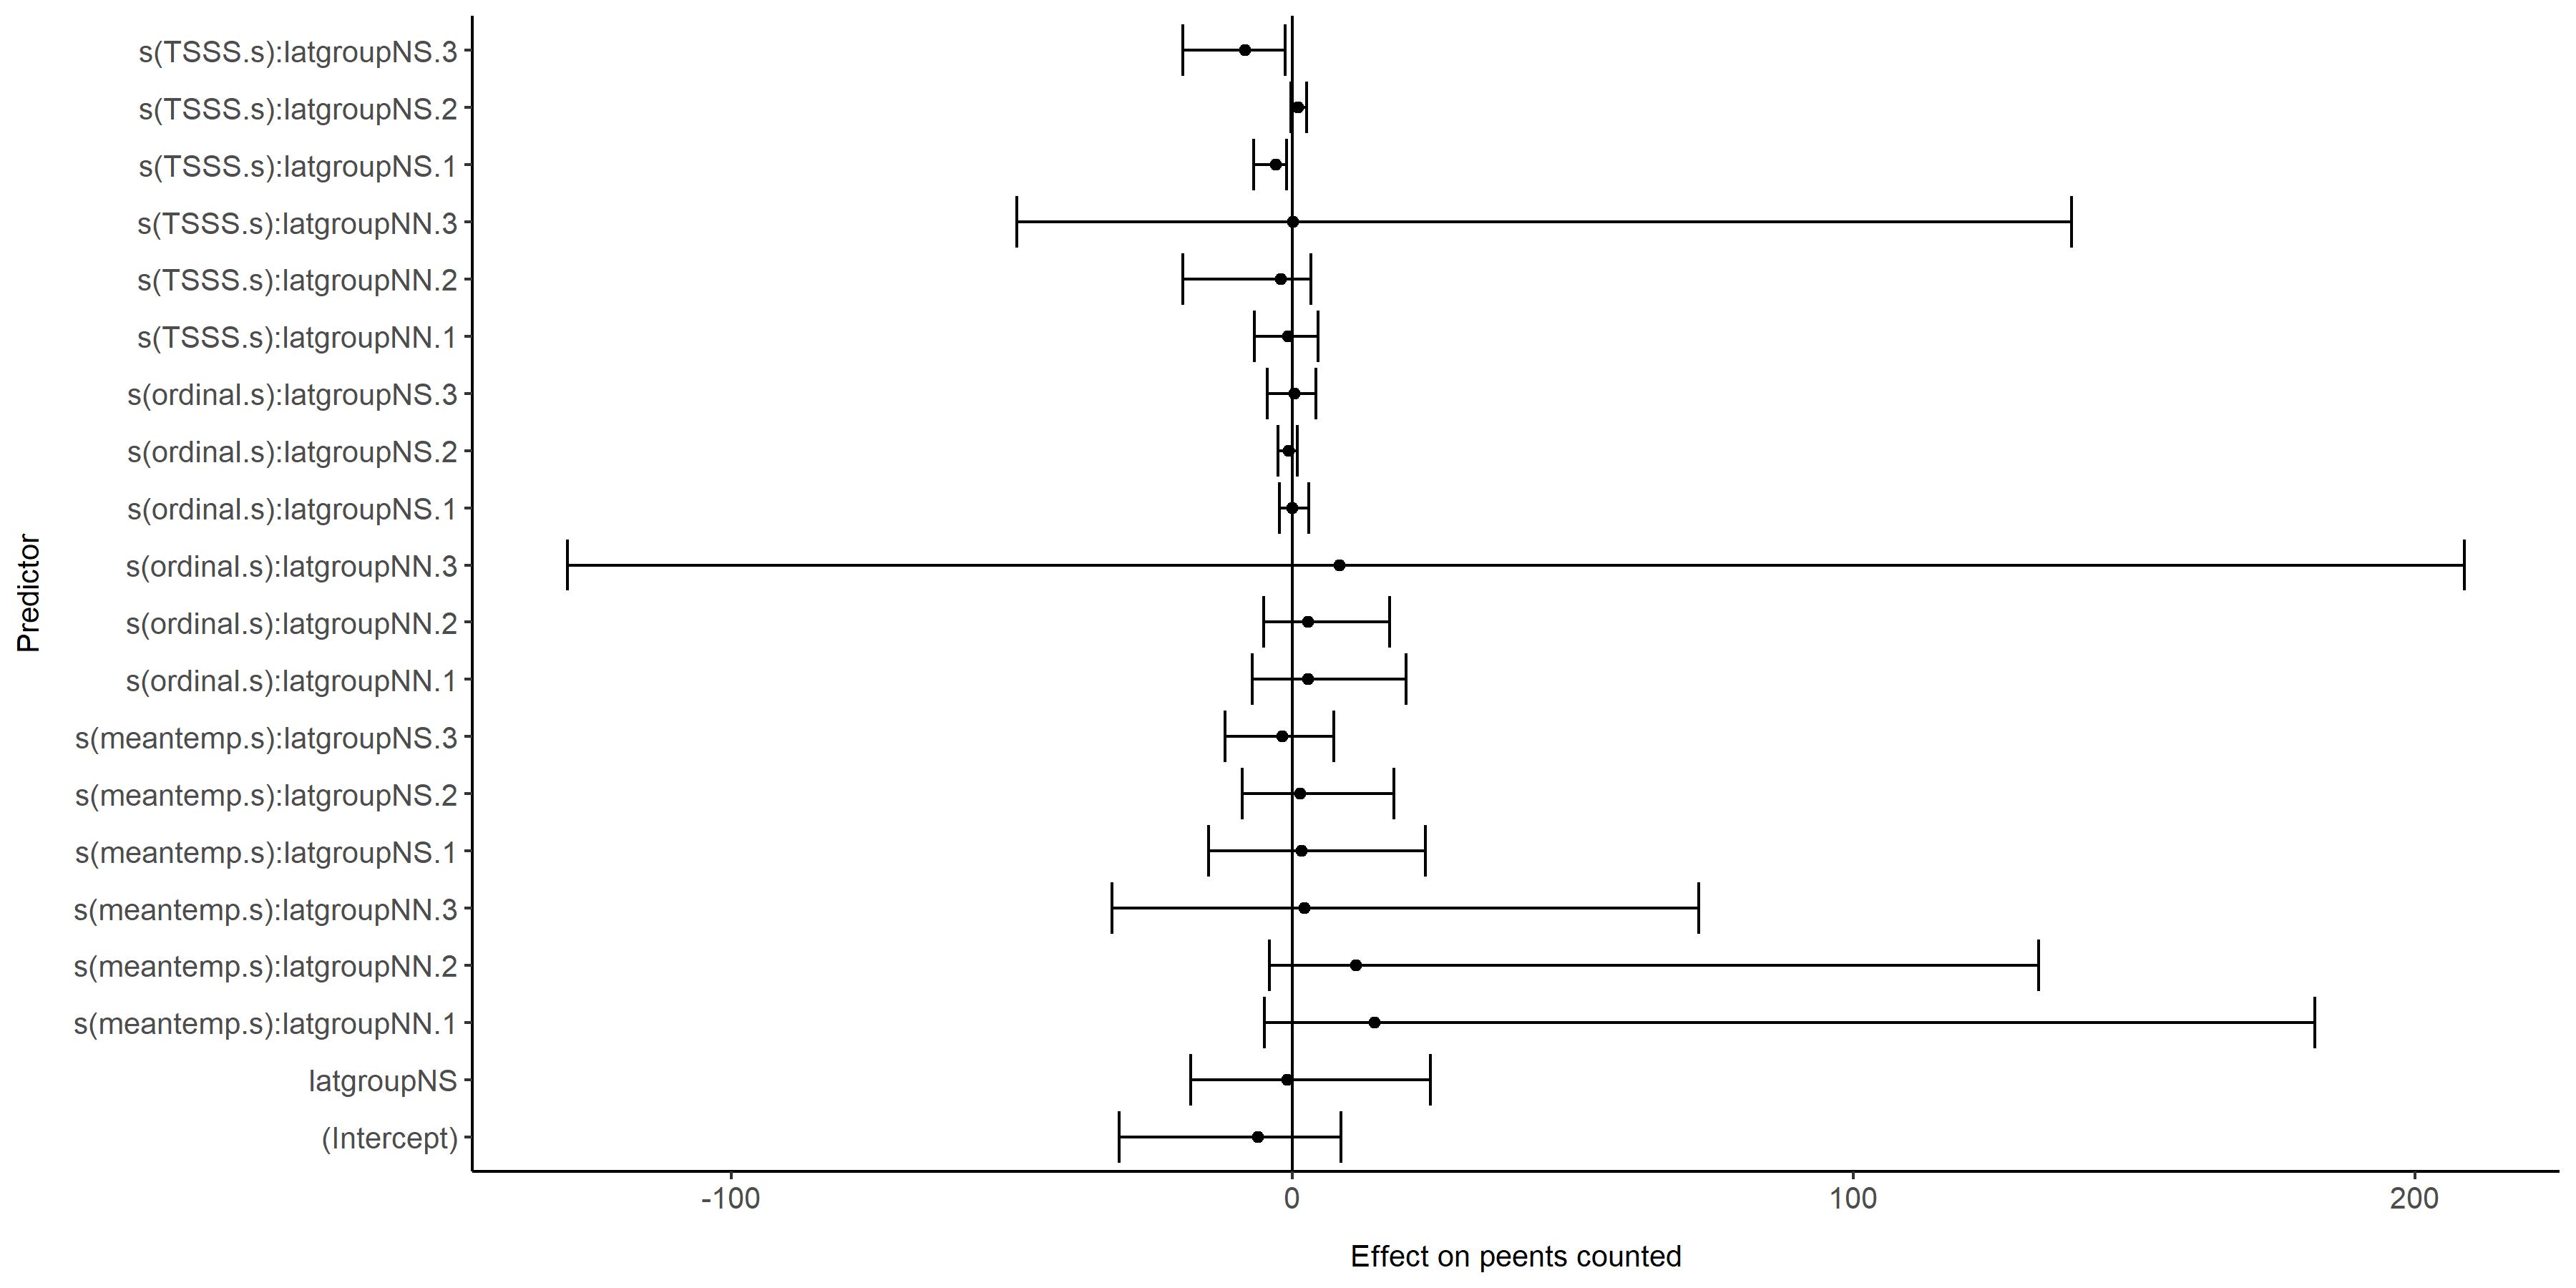 s(TSSS.s):latgroupNS.3
s(TSSS.s):latgroupNS.2
s(TSSS.s):latgroupNS.1
s(TSSS.s):latgroupNN.3
s(TSSS.s):latgroupNN.2
s(TSSS.s):latgroupNN.1
s(ordinal.s):latgroupNS.3
s(ordinal.s):latgroupNS.2
s(ordinal.s):latgroupNS.1
s(ordinal.s):latgroupNN.3
s(ordinal.s):latgroupNN.2
s(ordinal.s):latgroupNN.1
s(meantemp.s):latgroupNS.3
s(meantemp.s):latgroupNS.2
s(meantemp.s):latgroupNS.1
s(meantemp.s):latgroupNN.3
s(meantemp.s):latgroupNN.2
s(meantemp.s):latgroupNN.1
latgroupNS
(Intercept)
Predictor
-100 0 100 200
Effect on peents counted